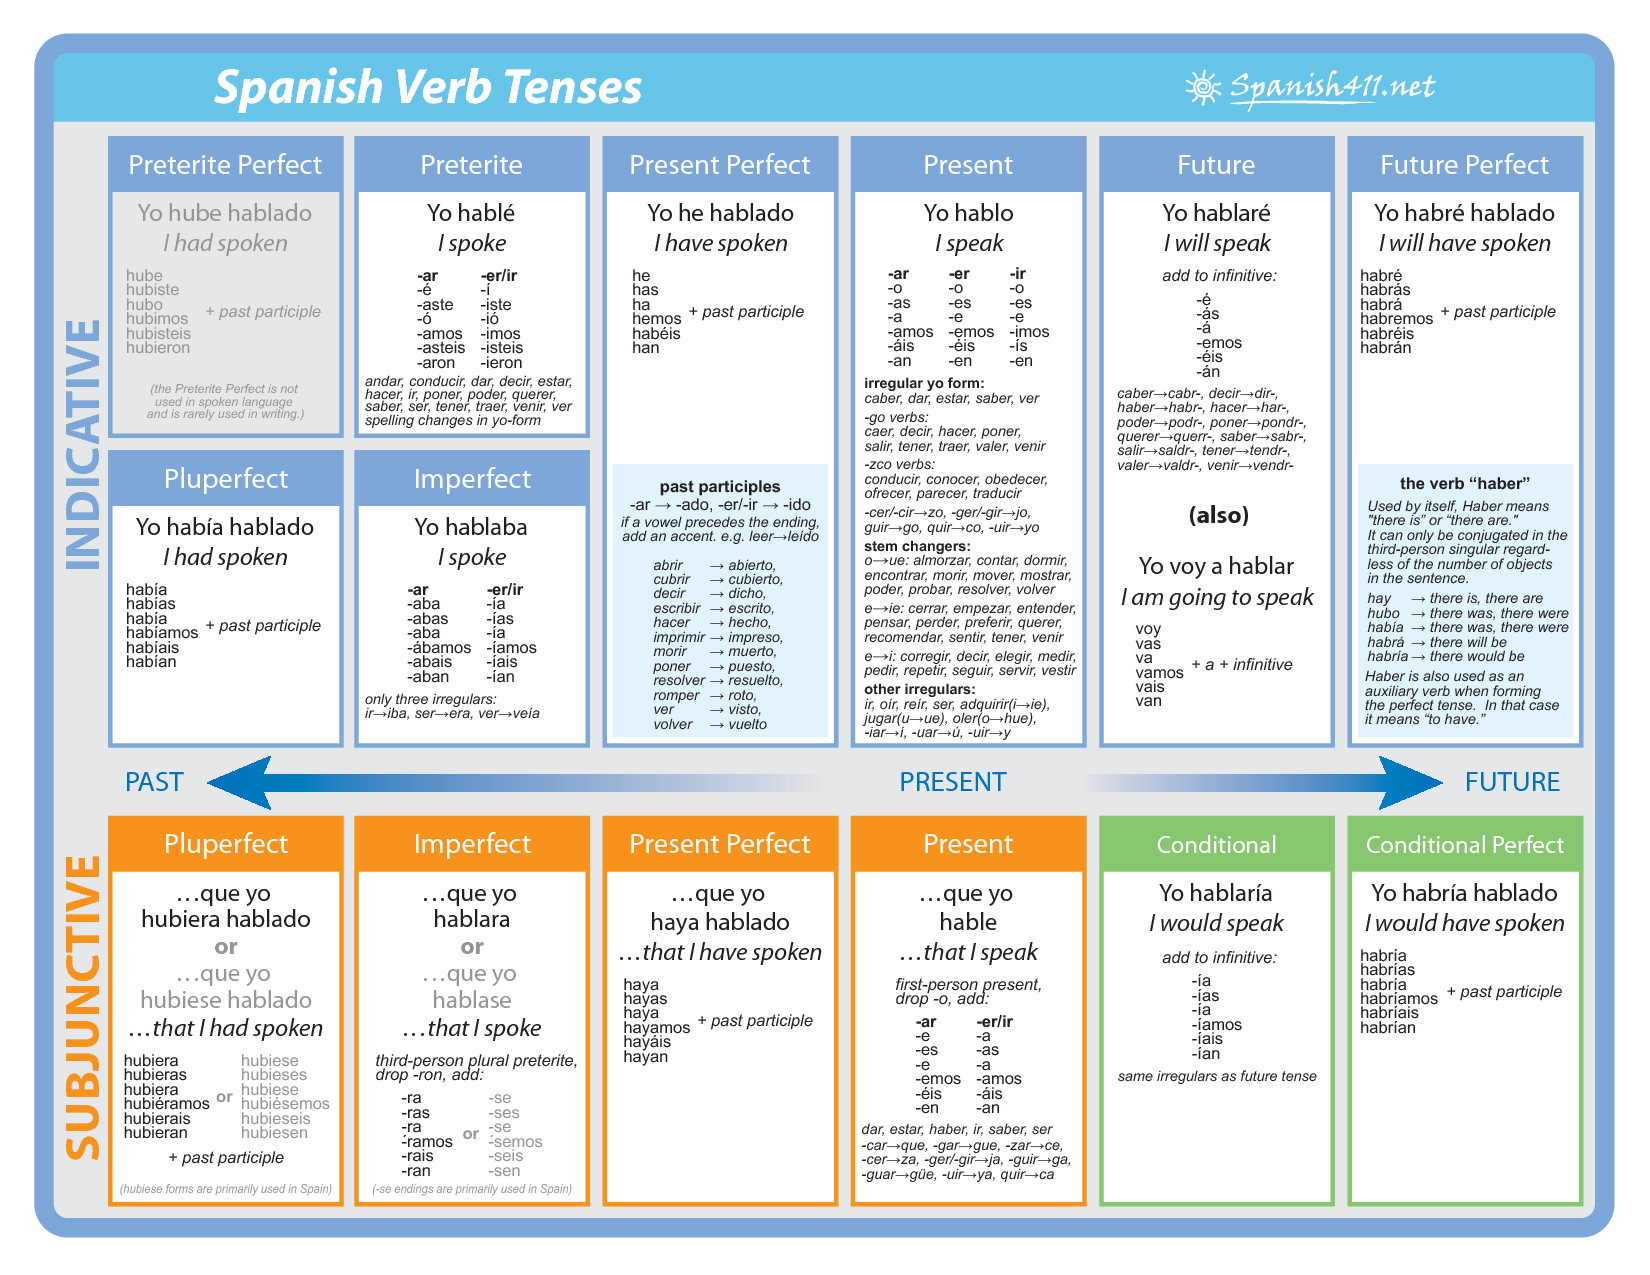 Spanish Verb Tenses
Spanish411.net
INDICATIVE
Preterite Perfect
Yo hube hablado
I had spoken
hube
hubiste
hubo
hubimos
hubisteis
hubieron
+ past participle
(the Preterite Perfect is not
used in spoken language
and is rarely used in writing.)
Preterite
Yo hablé
I spoke
-ar -er/ir
-é -í
-aste -iste
-ó -ió
-amos -imos
-asteis -isteis
-aron -ieron
andar, conducir, dar, decir, estar,
hacer, ir, poner, poder, querer,
saber, ser, tener, traer, venir, ver
spelling changes in yo-form
Pluperfect
Yo había hablado
I had spoken
había
habías
había
habíamos
habíais
habían
+ past participle
Imperfect
Yo hablaba
I spoke
-ar -er/ir
-aba -ía
-abas -ías
-aba -ía
-ábamos -íamos
-abais -íais
-aban -ían
only three irregulars:
ir→iba, ser→era, ver→veía
Present Perfect
Yo he hablado
I have spoken
he
has
ha
hemos
habéis
han
+ past participle
past participles
-ar → -ado, -er/-ir → -ido
if a vowel precedes the ending,
add an accent. e.g. leer→leído
abrir → abierto,
cubrir → cubierto,
decir → dicho,
escribir → escrito,
hacer → hecho,
imprimir → impreso,
morir → muerto,
poner → puesto,
resolver → resuelto,
romper → roto,
ver → visto,
volver → vuelto
Present
Yo hablo
I speak
-ar -er -ir
-o -o -o
-as -es -es
-a -e -e
-amos -emos -imos
-áis -éis -ís
-an -en -en
irregular yo form:
caber, dar, estar, saber, ver
-go verbs:
caer, decir, hacer, poner,
salir, tener, traer, valer, venir
-zco verbs:
conducir, conocer, obedecer,
ofrecer, parecer, traducir
-cer/-cir→zo, -ger/-gir→jo,
guir→go, quir→co, -uir→yo
stem changers:
o→ue: almorzar, contar, dormir,
encontrar, morir, mover, mostrar,
poder, probar, resolver, volver
e→ie: cerrar, empezar, entender,
pensar, perder, preferir, querer,
recomendar, sentir, tener, venir
e→i: corregir, decir, elegir, medir,
pedir, repetir, seguir, servir, vestir
other irregulars:
ir, oír, reír, ser, adquirir(i→ie),
jugar(u→ue), oler(o→hue),
-iar→í, -uar→ú, -uir→y
Future
Yo hablaré
I will speak
add to infinitive:
-é
-ás
-á
-emos
-éis
-án
caber→cabr-, decir→dir-,
haber→habr-, hacer→har-,
poder→podr-, poner→pondr-,
querer→querr-, saber→sabr-,
salir→saldr-, tener→tendr-,
valer→valdr-, venir→vendr-
(also)
Yo voy a hablar
I am going to speak
voy
vas
va
vamos
vais
van
+ a + infinitive
Future Perfect
Yo habré hablado
I will have spoken
habré
habrás
habrá
habremos
habréis
habrán
+ past participle
the verb “haber”
Used by itself, Haber means
"there is” or “there are."
It can only be conjugated in the
third-person singular regard-
less of the number of objects
in the sentence.
hay → there is, there are
hubo → there was, there were
había → there was, there were
habrá → there will be
habría → there would be
Haber is also used as an
auxiliary verb when forming
the perfect tense. In that case
it means “to have.”
PAST
PRESENT
FUTURE
SUBJUNCTIVE
Pluperfect
…que yo
hubiera hablado
or
…que yo
hubiese hablado
…that I had spoken
hubiera
hubieras
hubiera
hubiéramos
hubierais
hubieran
or
hubiese
hubieses
hubiese
hubiésemos
hubieseis
hubiesen
+ past participle
(hubiese forms are primarily used in Spain)
Imperfect
…que yo
hablara
or
…que yo
hablase
…that I spoke
third-person plural preterite,
drop -ron, add:
-ra
-ras
-ra
-́ramos
-rais
-ran
or
-se
-ses
-se
-́semos
-seis
-sen
(-se endings are primarily used in Spain)
Present Perfect
…que yo
haya hablado
…that I have spoken
haya
hayas
haya
hayamos
hayáis
hayan
+ past participle
Present
…que yo
hable
…that I speak
first-person present,
drop -o, add:
-ar -er/ir
-e -a
-es -as
-e -a
-emos -amos
-éis -áis
-en -an
dar, estar, haber, ir, saber, ser
-car→que, -gar→gue, -zar→ce,
-cer→za, -ger/-gir→ja, -guir→ga,
-guar→güe, -uir→ya, quir→ca
Conditional
Yo hablaría
I would speak
add to infinitive:
-ía
-ías
-ía
-íamos
-íais
-ían
same irregulars as future tense
Conditional Perfect
Yo habría hablado
I would have spoken
habría
habrías
habría
habríamos
habríais
habrían
+ past participle